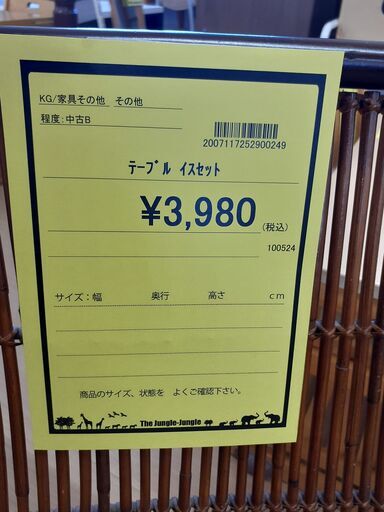 KG/家具その他 その他
程度:中古B
2007117252900249
ﾃｰﾌﾞﾙ ｲｽｾｯﾄ
¥3,980 (税込)
100524
サイズ:幅 奥行 高さ cm
商品のサイズ、状態を よくご確認下さい。
The Jungle-Jungle